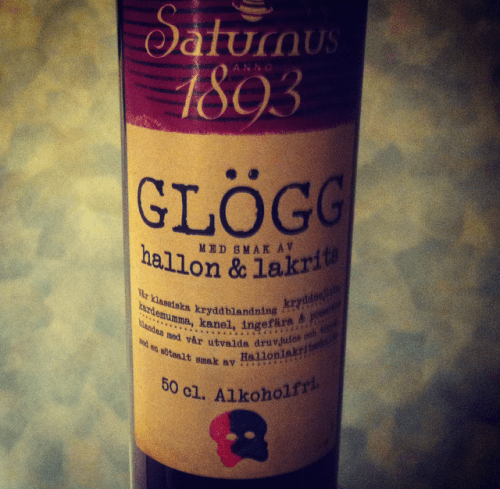 Saturnus
ANNO
1893
GLÖGG
MED SMAK AV
hallon & lakrits
Vår klassiska kryddblandning
kardemumma, kanel, ingefära &
blandas med vår utvalda druvjuice och
med en sötsalt smak av
50 cl. Alkoholfri.